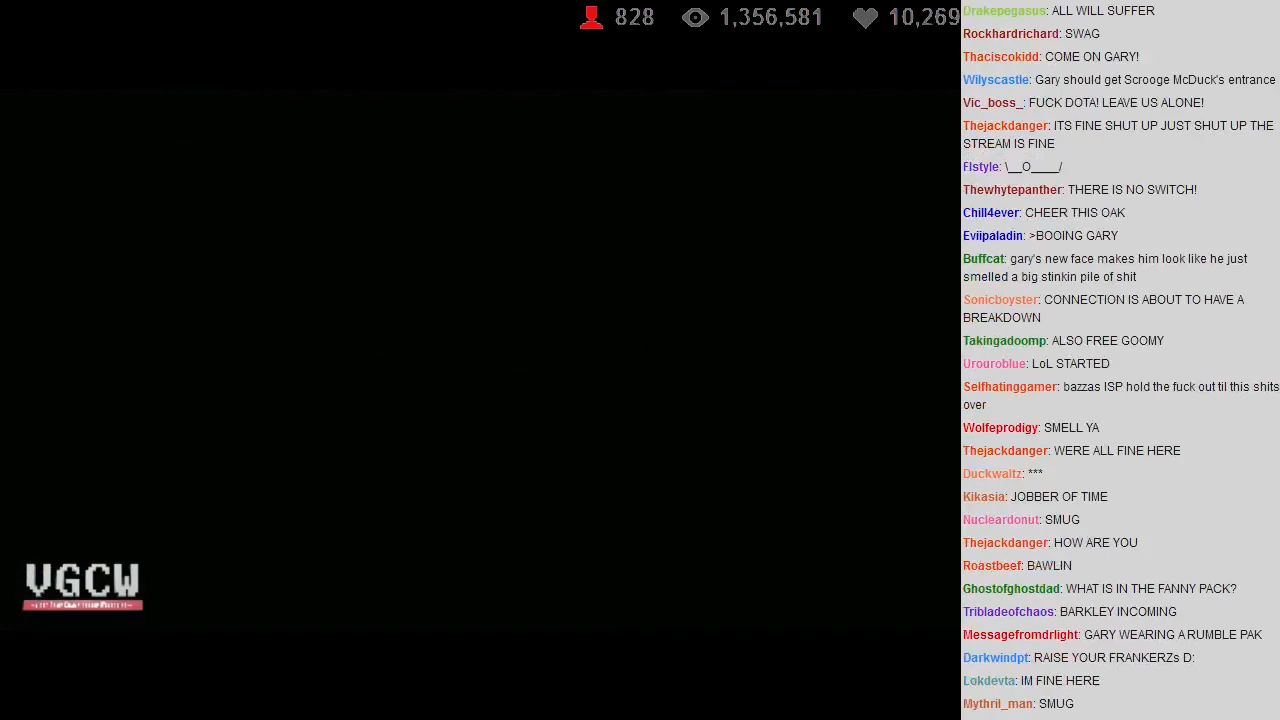 828 1,356,581 10,269
Drakepegasus: ALL WILL SUFFER
Rockhardrichard: SWAG
Thaciscokidd: COME ON GARY!
Wilyscastle: Gary should get Scrooge McDuck's entrance
Vic_boss_: FUCK DOTA! LEAVE US ALONE!
Thejackdanger: ITS FINE SHUT UP JUST SHUT UP THE
STREAM IS FINE
Flstyle: \__O____/
Thewhytepanther: THERE IS NO SWITCH!
Chill4ever: CHEER THIS OAK
Eviipaladin: >BOOING GARY
Buffcat: gary's new face makes him look like he just
smelled a big stinkin pile of shit
Sonicboyster: CONNECTION IS ABOUT TO HAVE A
BREAKDOWN
Takingadoomp: ALSO FREE GOOMY
Urouroblue: LoL STARTED
Selfhatinggamer: bazzas ISP hold the fuck out til this shits
over
Wolfeprodigy: SMELL YA
Thejackdanger: WERE ALL FINE HERE
Duckwaltz: ***
Kikasia: JOBBER OF TIME
Nucleardonut: SMUG
Thejackdanger: HOW ARE YOU
Roastbeef: BAWLIN
Ghostofghostdad: WHAT IS IN THE FANNY PACK?
Tribladeofchaos: BARKLEY INCOMING
Messagefromdrlight: GARY WEARING A RUMBLE PAK
Darkwindpt: RAISE YOUR FRANKERZs D:
Lokdevta: IM FINE HERE
Mythril_man: SMUG
VGCW